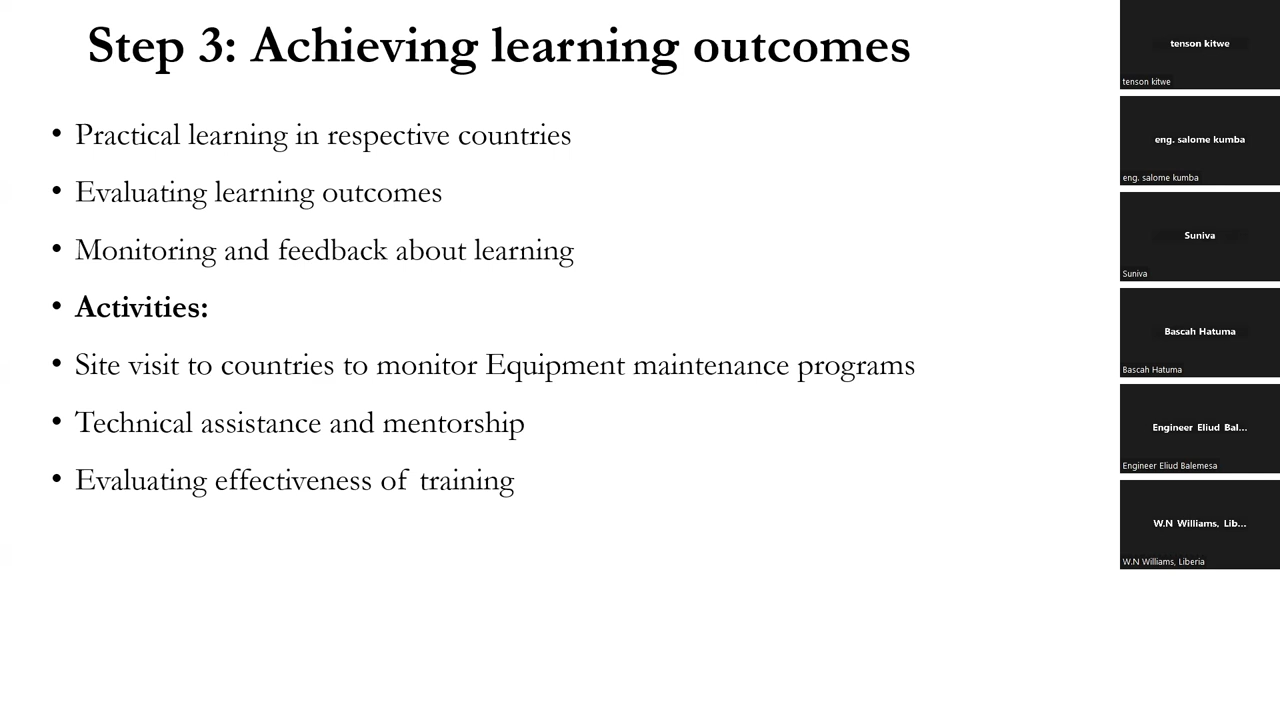 Step 3: Achieving learning outcomes
• Practical learning in respective countries
• Evaluating learning outcomes
• Monitoring and feedback about learning
• Activities:
• Site visit to countries to monitor Equipment maintenance programs
• Technical assistance and mentorship
• Evaluating effectiveness of training
tenson kitwe
tenson kitwe
eng. salome kumba
eng. salome kumba
Suniva
Suniva
Bascah Hatuma
Bascah Hatuma
Engineer Eliud Bal...
Engineer Eliud Balemesa
W.N Williams, Lib...
W.N Williams, Liberia